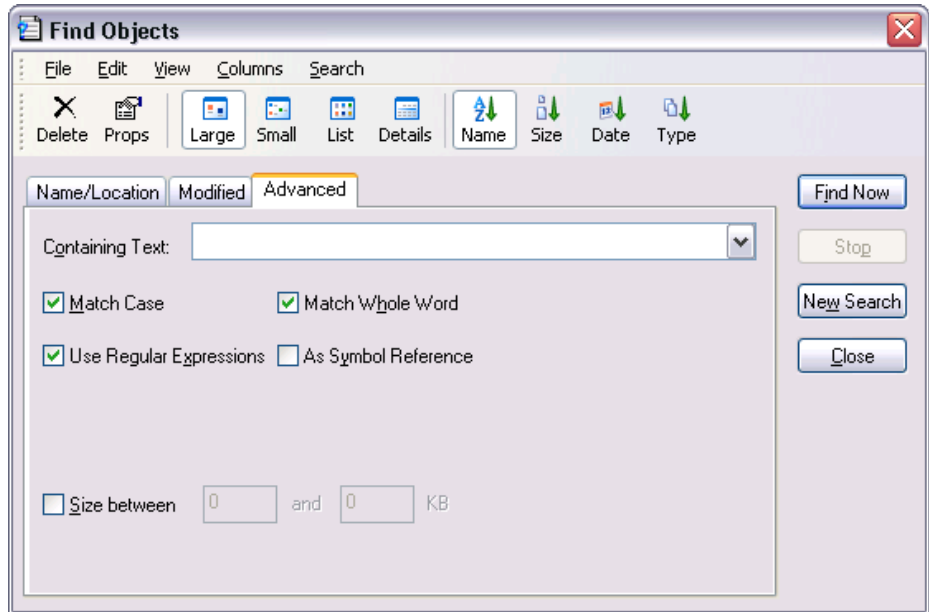 Find Objects
File Edit View Columns Search
Delete Props Large Small List Details Name Size Date Type
Name/Location Modified Advanced
Find Now
Containing Text:
Stop
Match Case Match Whole Word
New Search
Use Regular Expressions As Symbol Reference
Close
Size between 0 and 0 KB